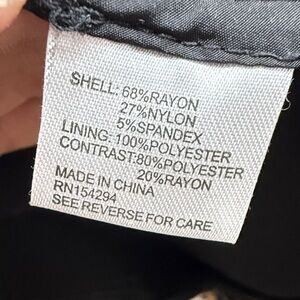 SHELL: 68%RAYON
27%NYLON
5%SPANDEX
LINING: 100%POLYESTER
CONTRAST:80%POLYESTER
20%RAYON
MADE IN CHINA
RN154294
SEE REVERSE FOR CARE